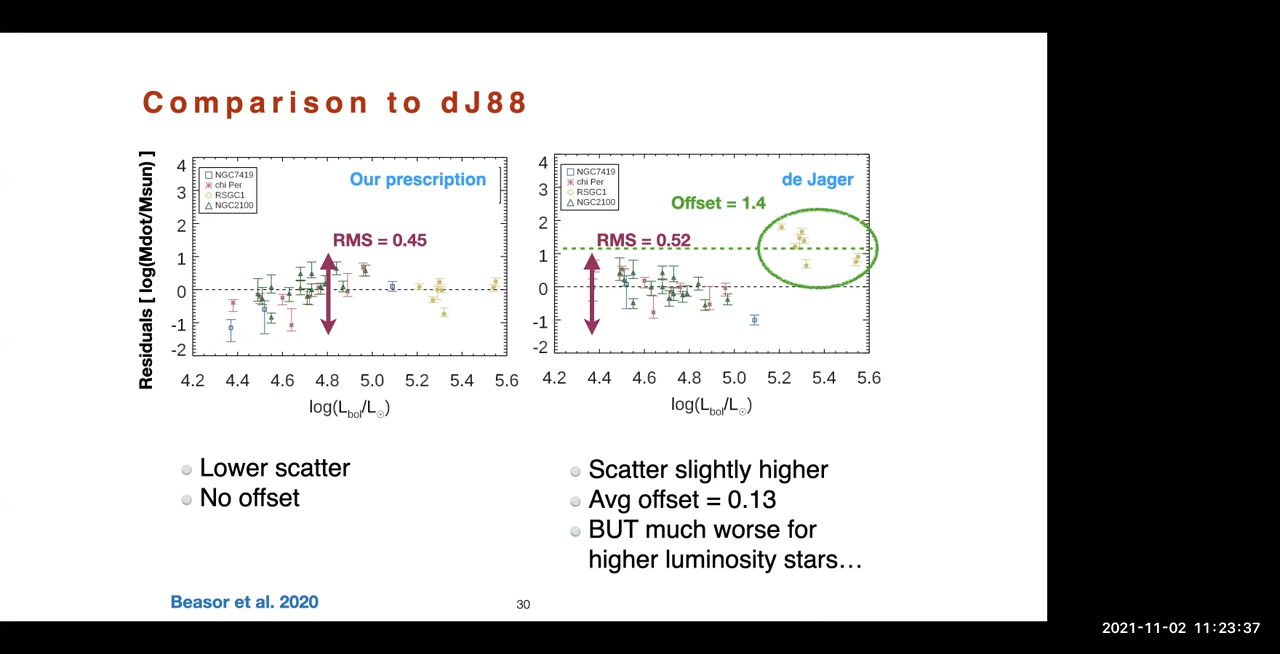 Comparison to dJ88
Residuals [ log(Mdot/Msun) ]
4
3
2
1
0
-1
-2
NGC7419
chi Per
RSGC1
NGC2100
Our prescription
RMS = 0.45
4.2 4.4 4.6 4.8 5.0 5.2 5.4 5.6
log(Lbol/L☉)
4
3
2
1
0
-1
-2
NGC7419
chi Per
RSGC1
NGC2100
de Jager
Offset = 1.4
RMS = 0.52
4.2 4.4 4.6 4.8 5.0 5.2 5.4 5.6
log(Lbol/L☉)
Lower scatter
No offset
Scatter slightly higher
Avg offset = 0.13
BUT much worse for
higher luminosity stars…
Beasor et al. 2020
30
2021-11-02 11:23:37